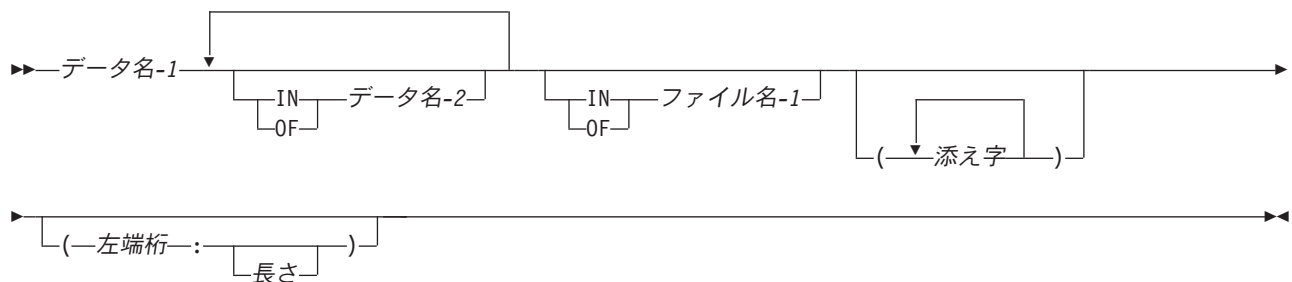 データ名-1 IN データ名-2 IN ファイル名-1
OF OF
( 添え字 )
( 左端桁 : )
長さ